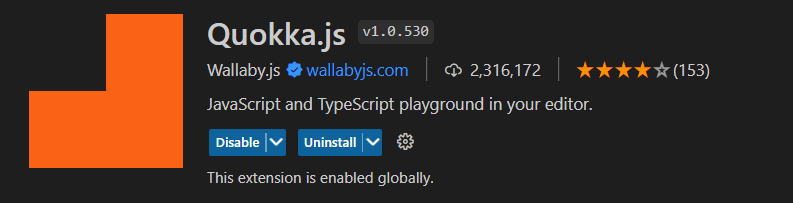 Quokka.js v1.0.530
Wallaby.js wallabyjs.com 2,316,172 (153)
JavaScript and TypeScript playground in your editor.
Disable Uninstall
This extension is enabled globally.